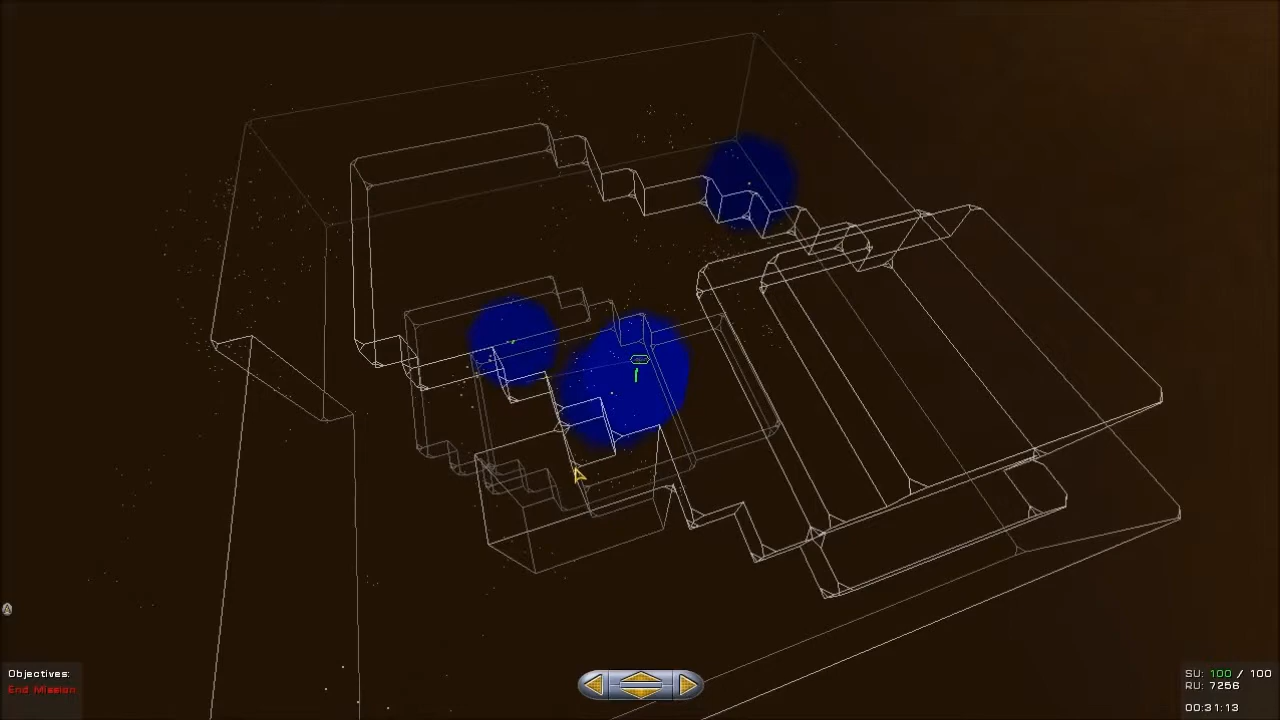 A
Objectives:
End Mission
SU: 100 / 100
RU: 7256
00:31:13